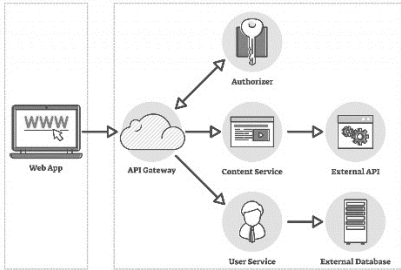 Authorizer
WWW
Web App
API Gateway
Content Service
External API
User Service
External Database